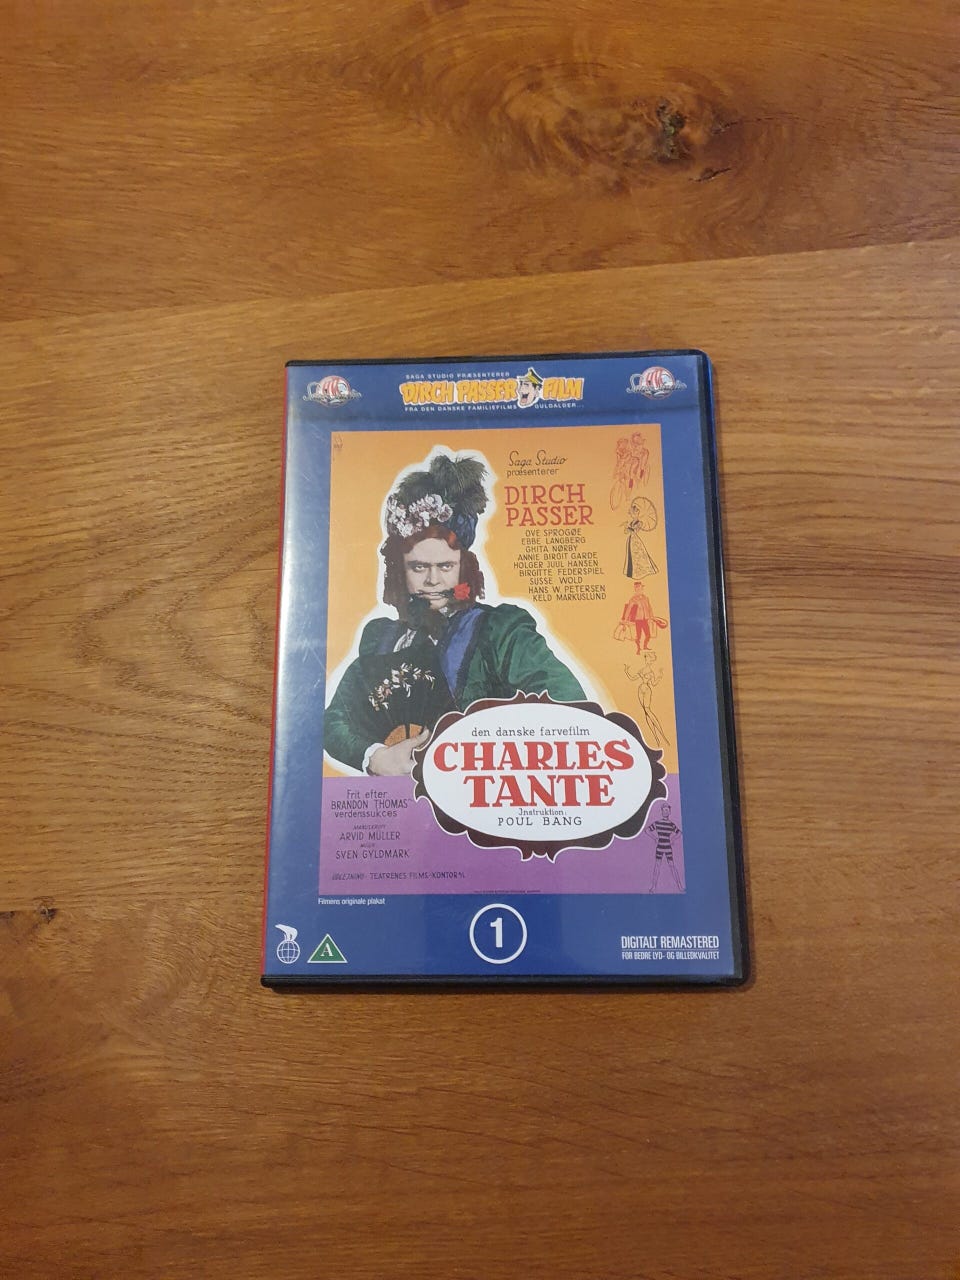 SAGA STUDIO PRÆSENTERER
DIRCH PASSER FILM
FRA DEN DANSKE FAMILIEFILMS GULDALDER...
Saga Studio
præsenterer
DIRCH
PASSER
OVE SPROGØE
EBBE LANGBERG
GHITA NØRBY
ANNIE BIRGIT GARDE
HOLGER JUUL HANSEN
BIRGITTE FEDERSPIEL
SUSSE WOLD
HANS W. PETERSEN
KELD MARKUSLUND
den danske farvefilm
CHARLES
TANTE
Instruktion:
POUL BANG
Frit efter
BRANDON THOMAS'
verdenssukces
MANUSKRIPT
ARVID MÜLLER
MUSIK
SVEN GYLDMARK
UDLEJNING: TEATRENES FILMS-KONTOR A/S
Filmens originale plakat
1
A
DIGITALT REMASTERED
FOR BEDRE LYD- OG BILLEDKVALITET